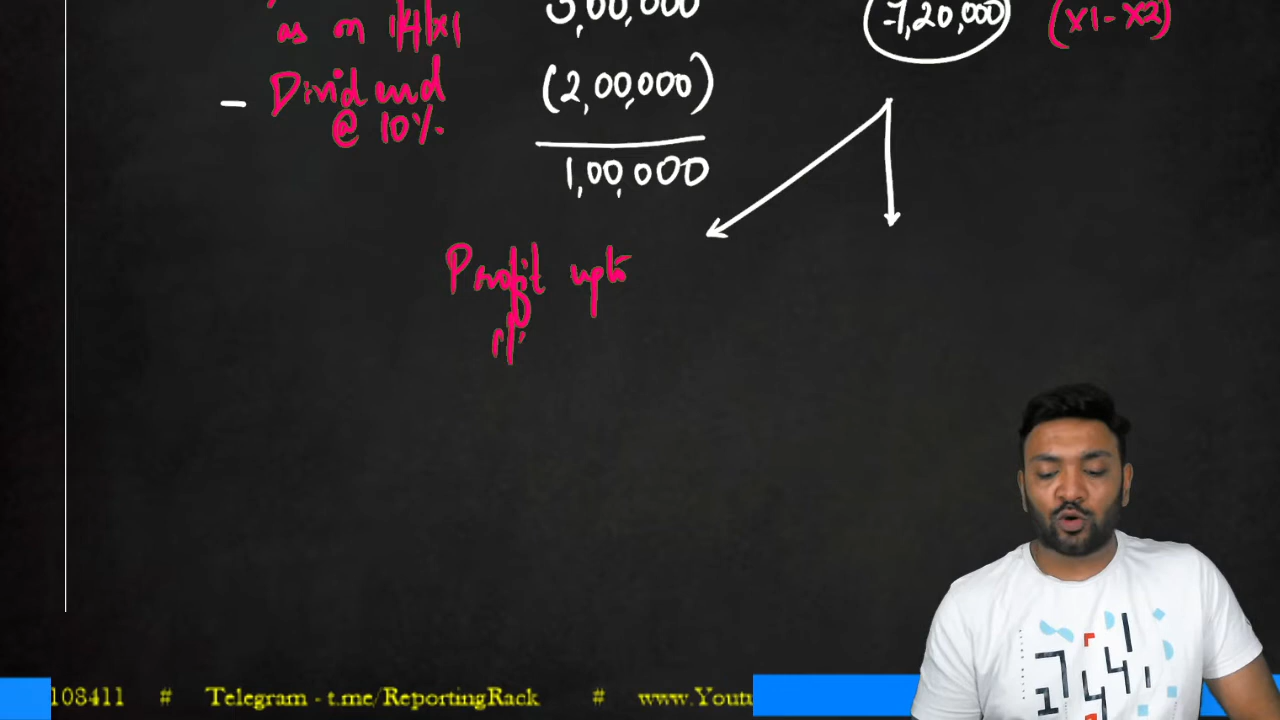 as on 1/4/X1
3,00,000
7,20,000
(X1-X2)
- Dividend
@ 10%.
(2,00,000)
1,00,000
Profit upto
108411 # Telegram - t.me/ReportingRack # www.Youtu